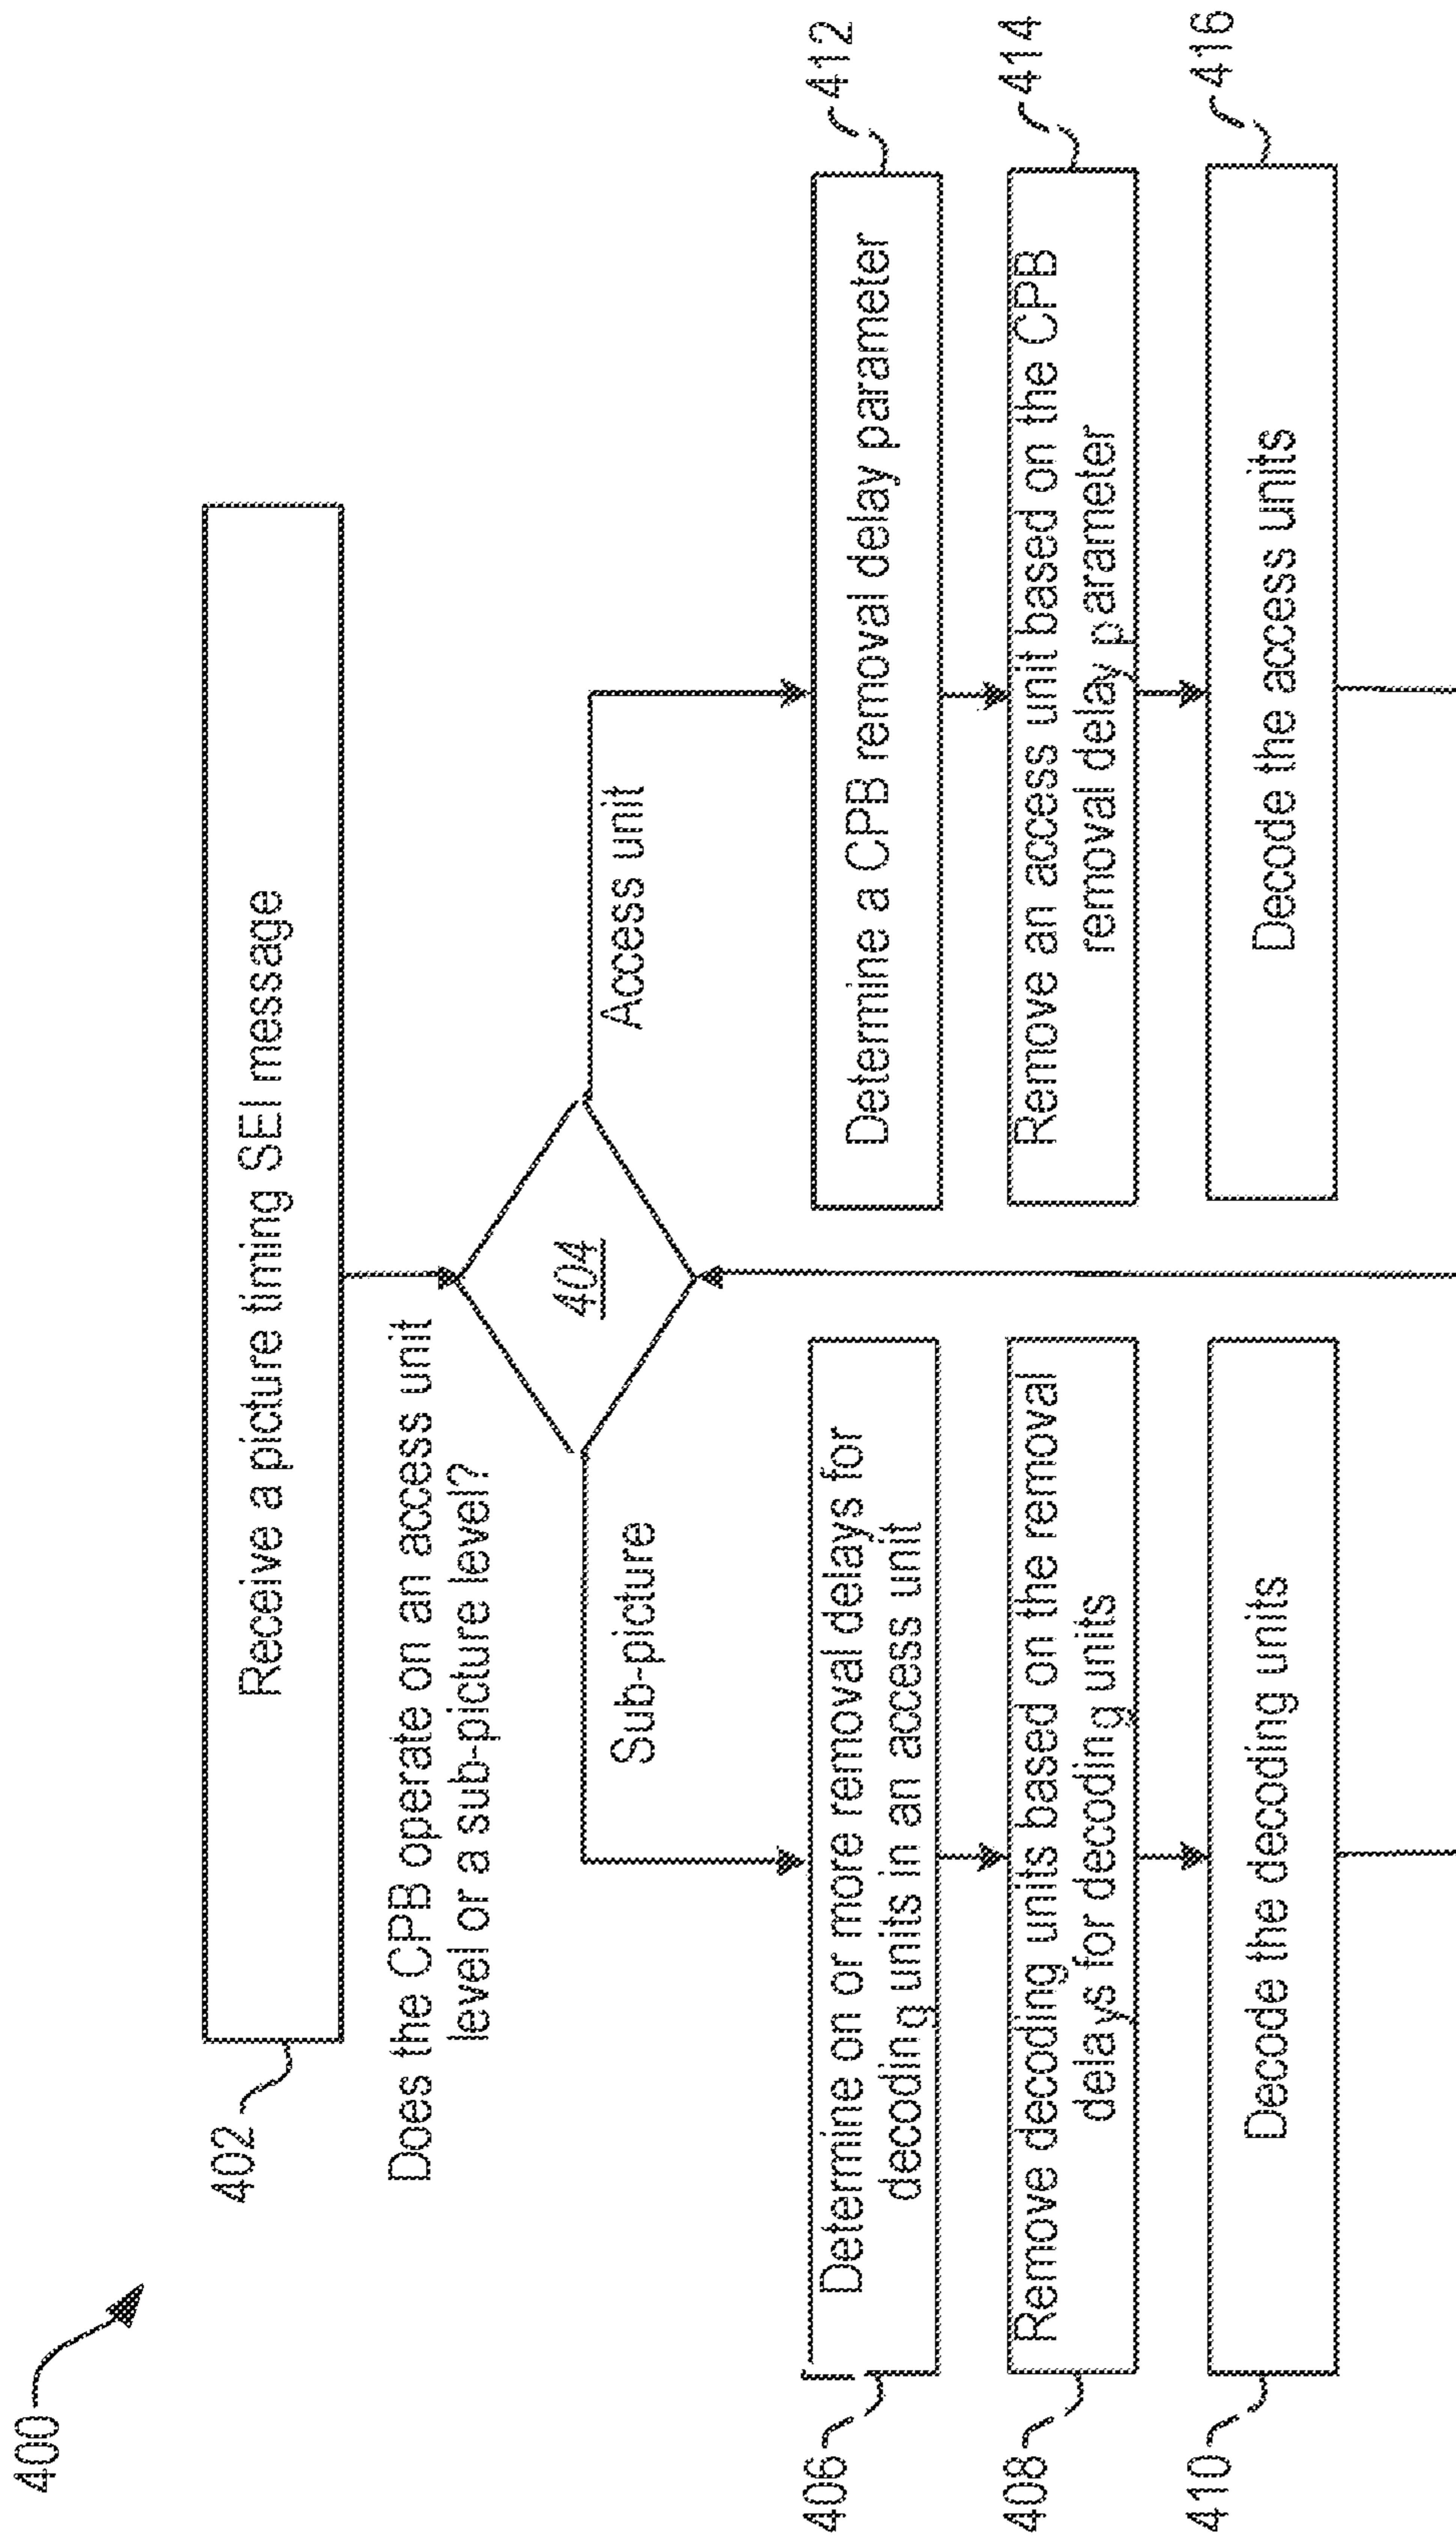 400
402
Receive a picture timing SEI message
Does the CPB operate on an access unit
level or a sub-picture level?
404
Sub-picture
Access unit
406
Determine on or more removal delays for
decoding units in an access unit
408
Remove decoding units based on the removal
delays for decoding units
410
Decode the decoding units
412
Determine a CPB removal delay parameter
414
Remove an access unit based on the CPB
removal delay parameter
416
Decode the access units